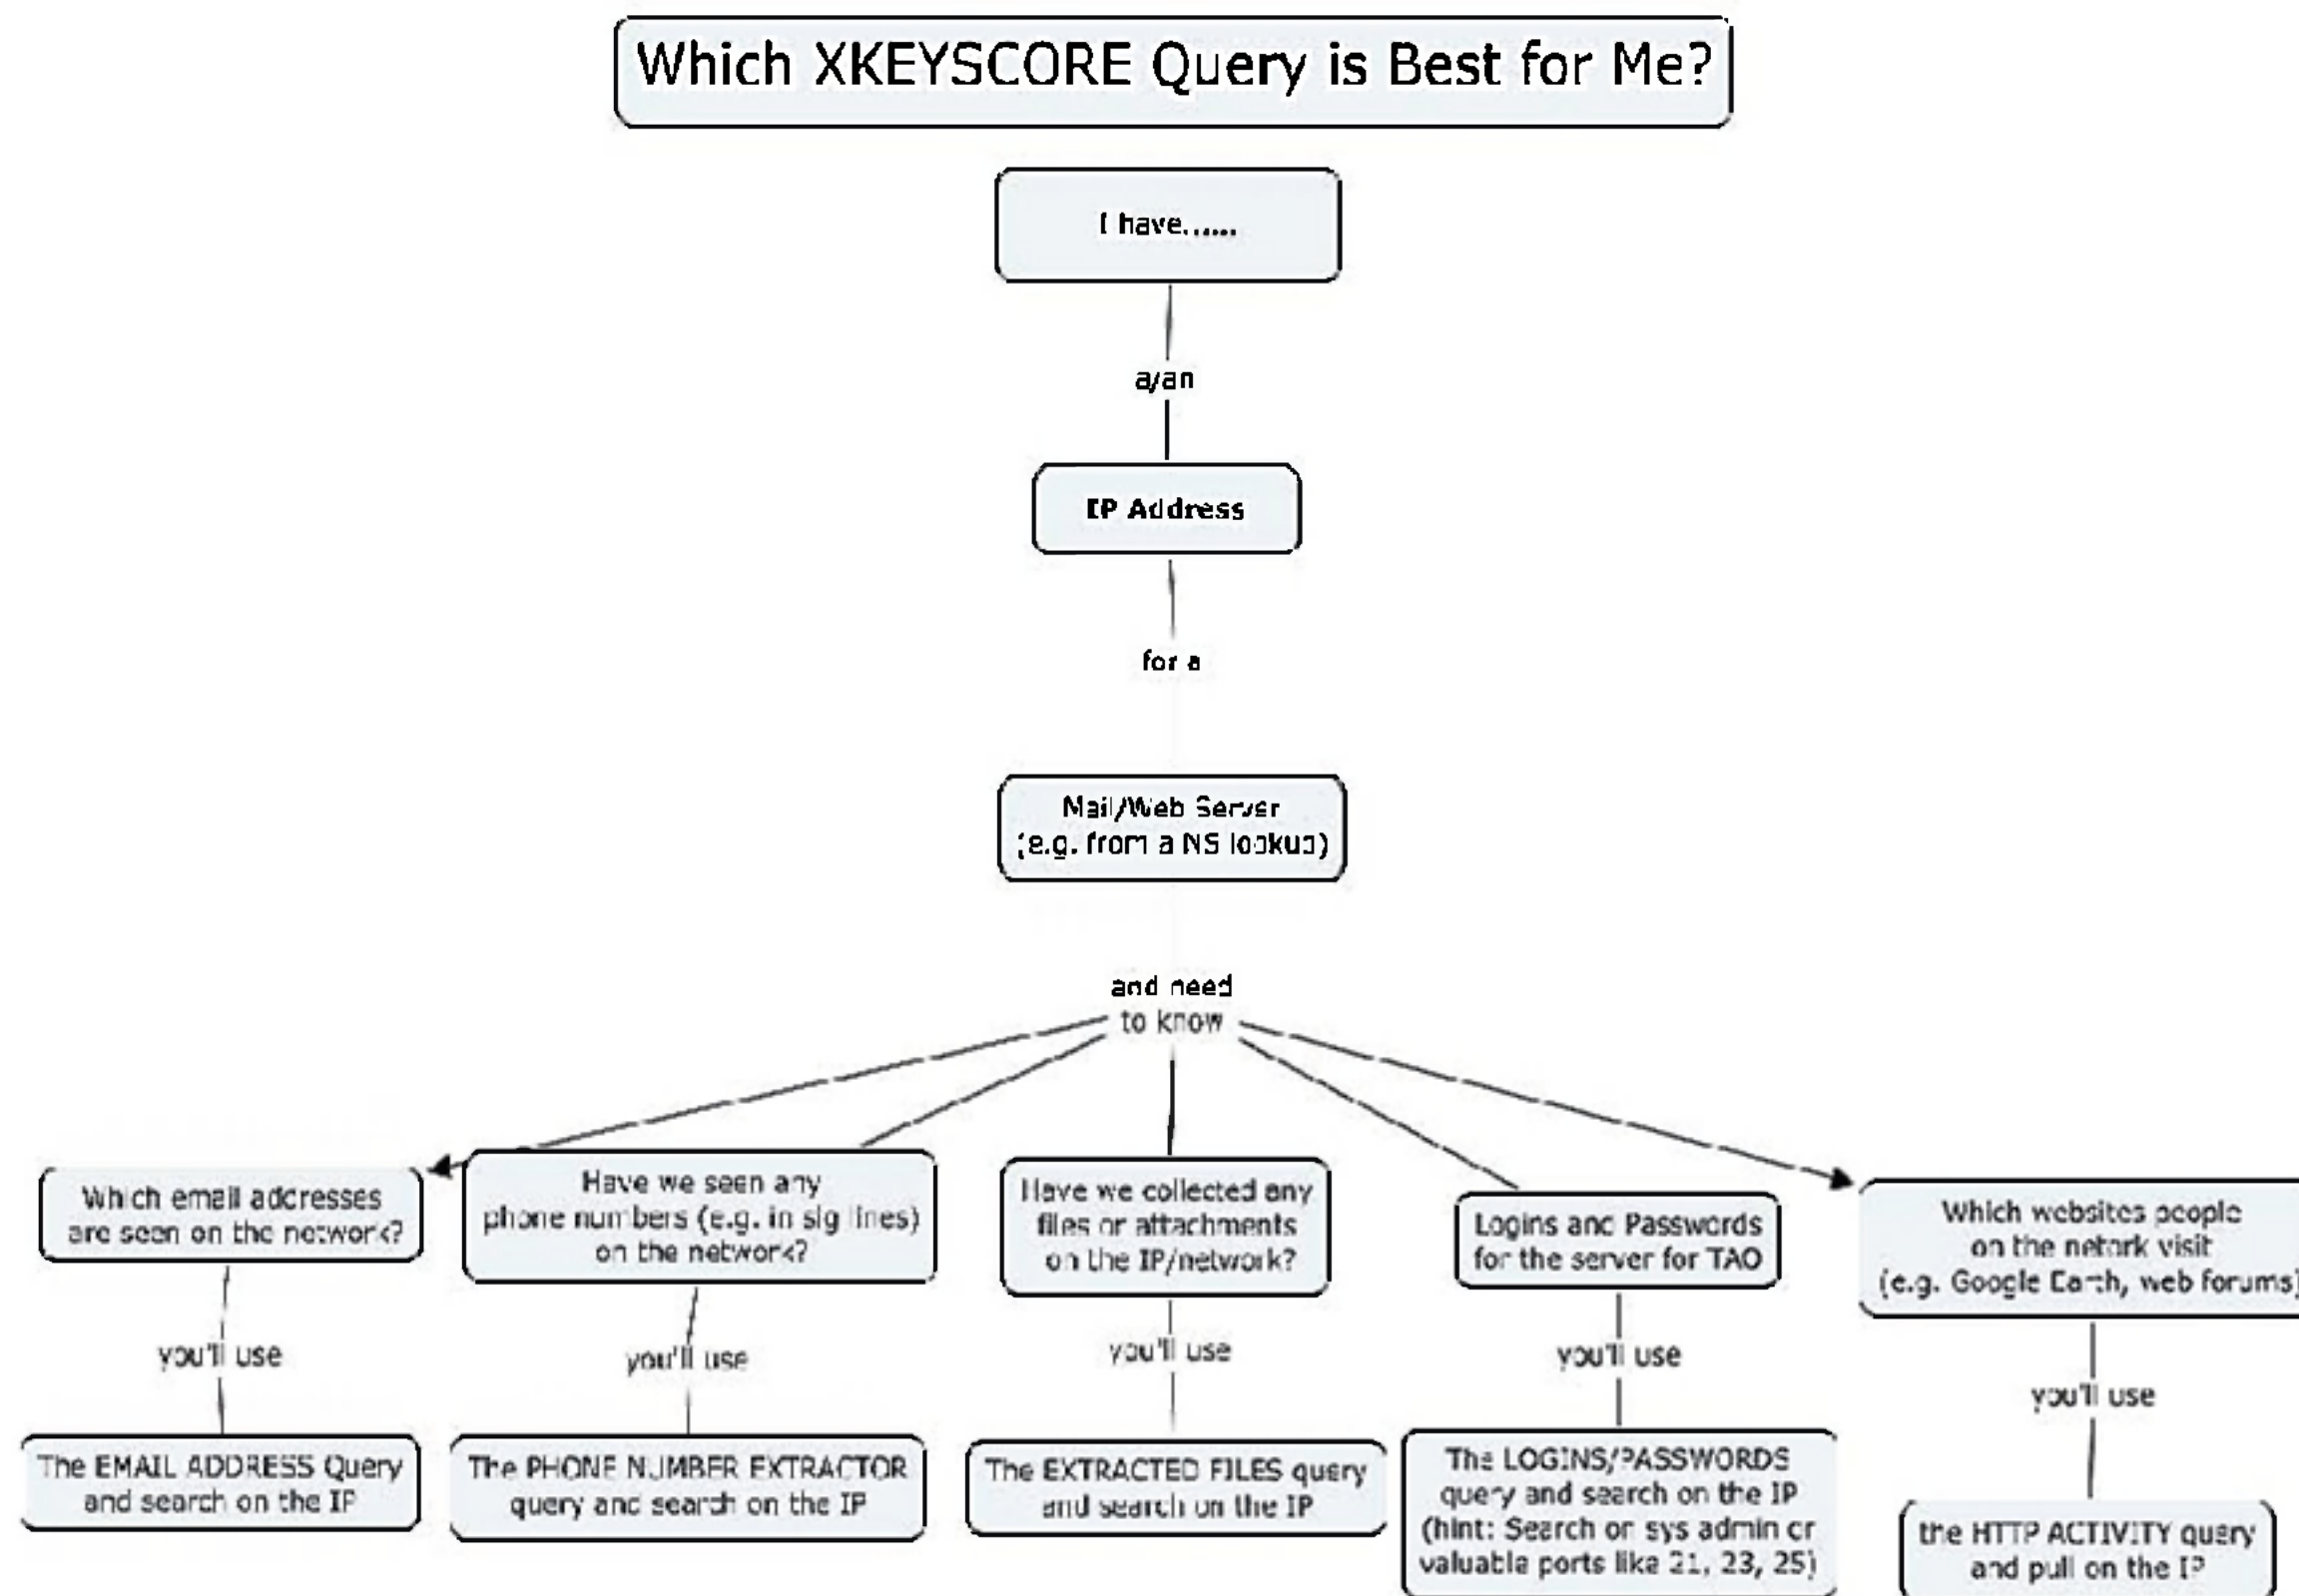 Which XKEYSCORE Query is Best for Me?
I have......
a/an
IP Address
for a
Mail/Web Server
(e.g. from a NS lookup)
and need
to know
Which email addresses
are seen on the network?
Have we seen any
phone numbers (e.g. in sig lines)
on the network?
Have we collected any
files or attachments
on the IP/network?
Logins and Passwords
for the server for TAO
Which websites people
on the netork visit
(e.g. Google Earth, web forums)
you'll use
you'll use
you'll use
you'll use
you'll use
The EMAIL ADDRESS Query
and search on the IP
The PHONE NUMBER EXTRACTOR
query and search on the IP
The EXTRACTED FILES query
and search on the IP
The LOGINS/PASSWORDS
query and search on the IP
(hint: Search on sys admin or
valuable ports like 21, 23, 25)
the HTTP ACTIVITY query
and pull on the IP